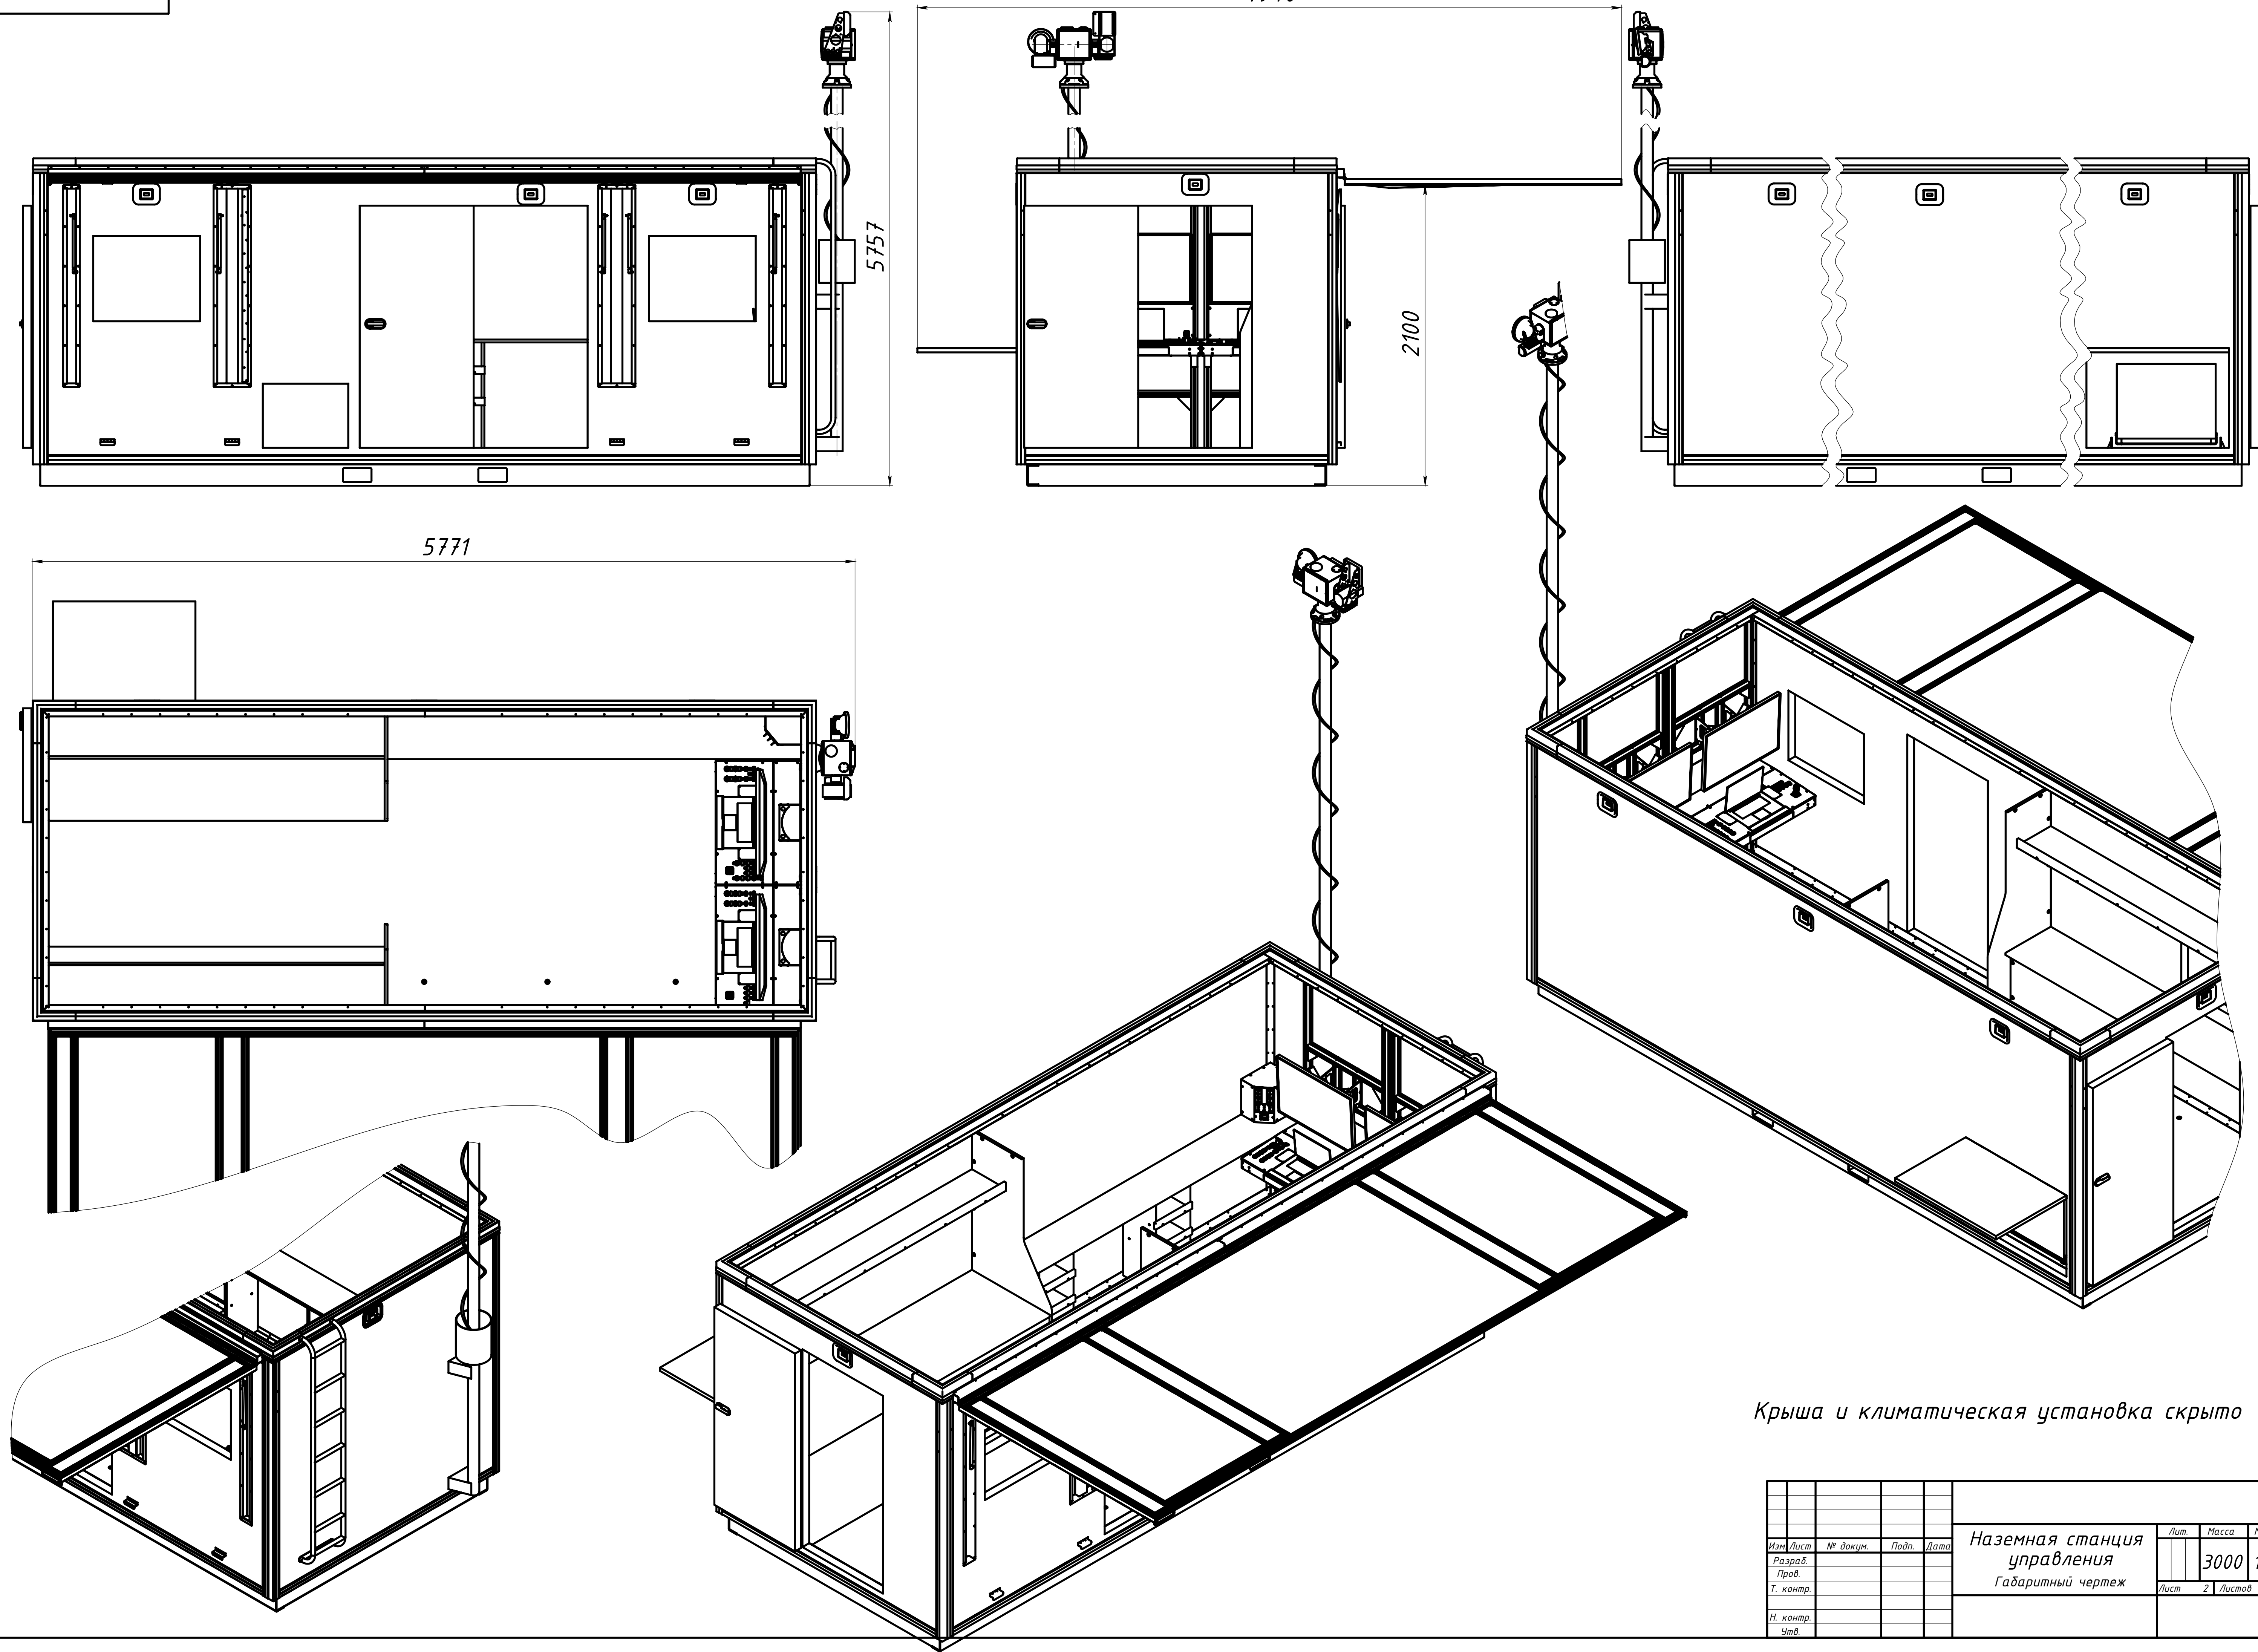 5757
2100
5771
Крыша и климатическая установка скрыто
Изм. Лист № докум. Подп. Дата
Разраб.
Пров.
Т. контр.
Н. контр.
Утв.
Наземная станция
управления
Габаритный чертеж
Лит. Масса
3000
Лист 2 Листов